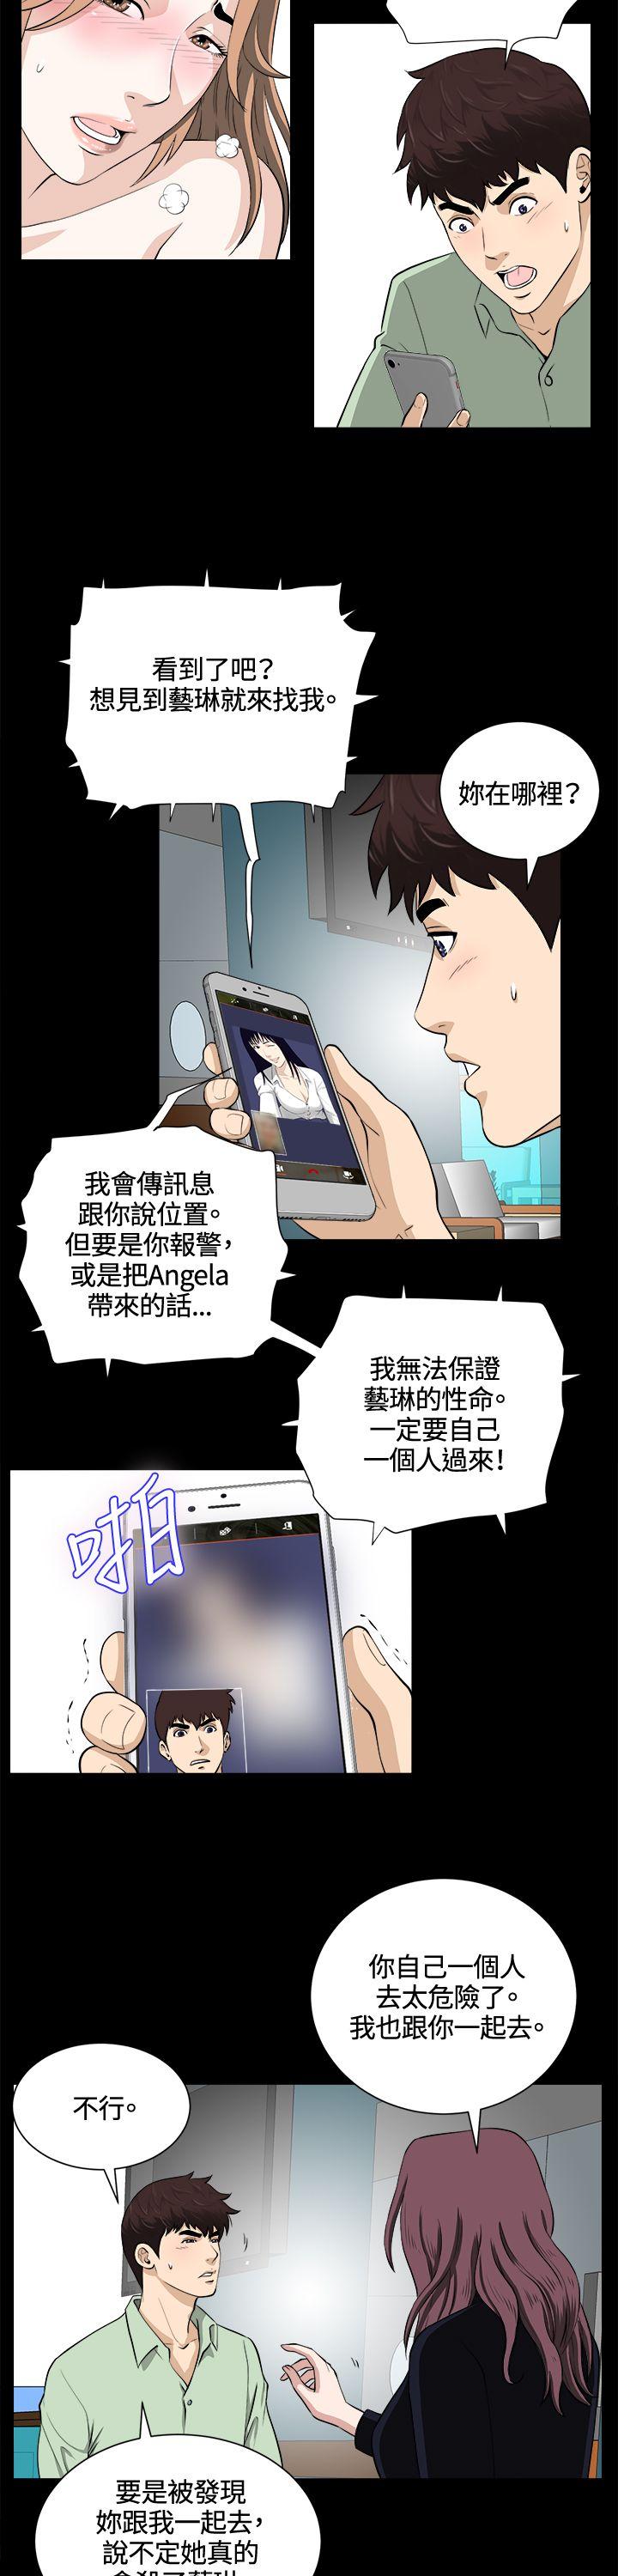 看到了吧?
想見到藝琳就來找我。
妳在哪裡?
我會傳訊息
跟你說位置。
但要是你報警,
或是把Angela
帶來的話...
我無法保證
藝琳的性命。
一定要自己
一個人過來!
啪
你自己一個人
去太危險了。
我也跟你一起去。
不行。
要是被發現
妳跟我一起去,
說不定她真的
會殺了藝琳